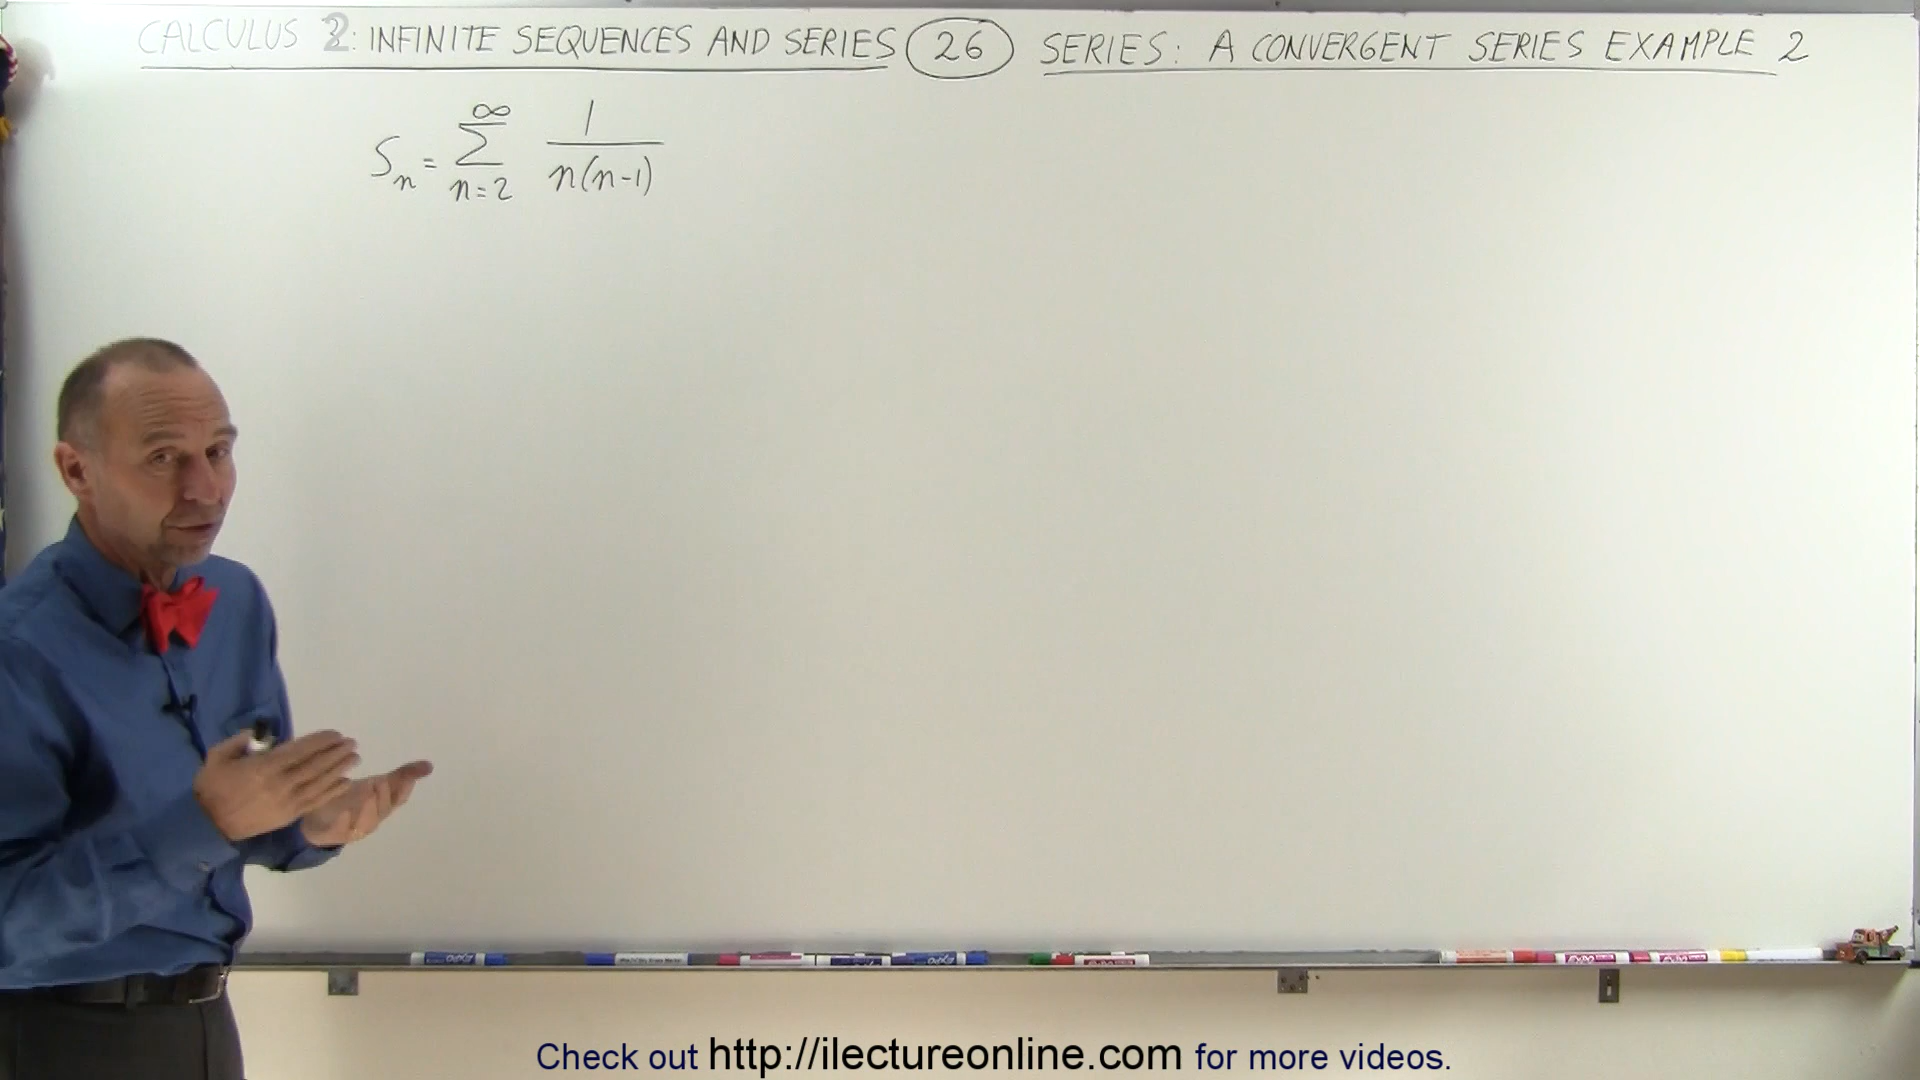 CALCULUS 2: INFINITE SEQUENCES AND SERIES 26 SERIES: A CONVERGENT SERIES EXAMPLE 2
Sn = ∑ n=2 ∞ 1/n(n-1)
Check out http://ilectureonline.com for more videos.